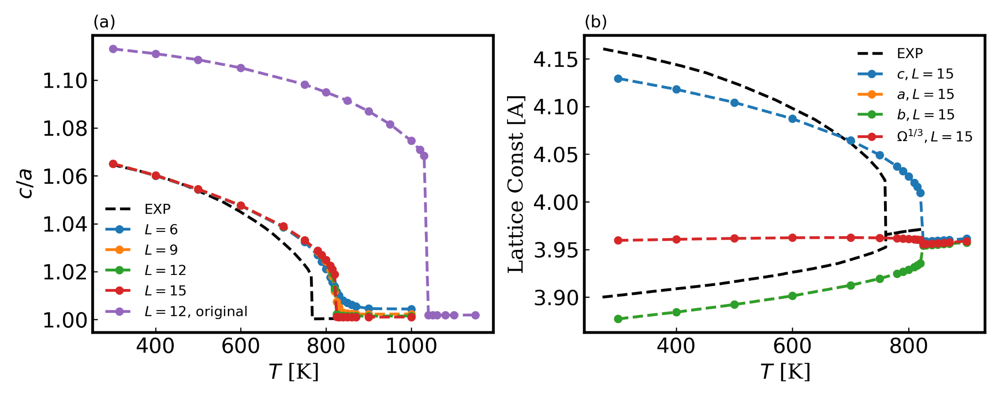 (a)
c/a
1.10
1.08
1.06
1.04
1.02
1.00
EXP
L = 6
L = 9
L = 12
L = 15
L = 12, original
400 600 800 1000
T [K]
(b)
Lattice Const [A]
4.15
4.10
4.05
4.00
3.95
3.90
EXP
c, L = 15
a, L = 15
b, L = 15
Ω^{1/3}, L = 15
400 600 800
T [K]